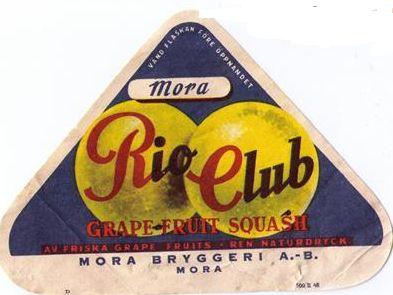 VÄND FLASKAN FÖRE ÖPPNANDET
Mora
Rio Club
GRAPE-FRUIT SQUASH
AV FRISKA GRAPE FRUITS - REN NATURDRYCK
MORA BRYGGERI A.-B.
MORA